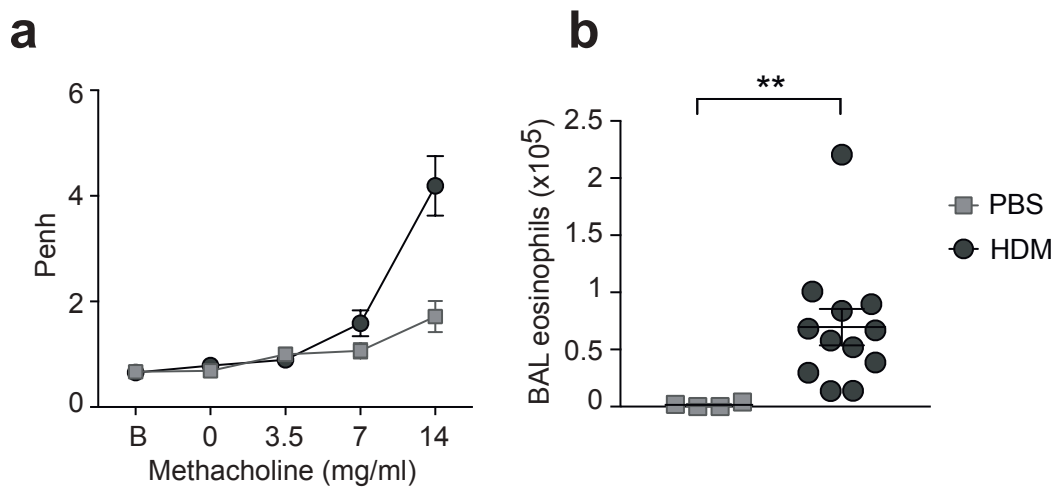 a
b
6
4
2
0
Penh
B 0 3.5 7 14
Methacholine (mg/ml)
**
2.5
2
1.5
1
0.5
0
BAL eosinophils (x10⁵)
PBS
HDM